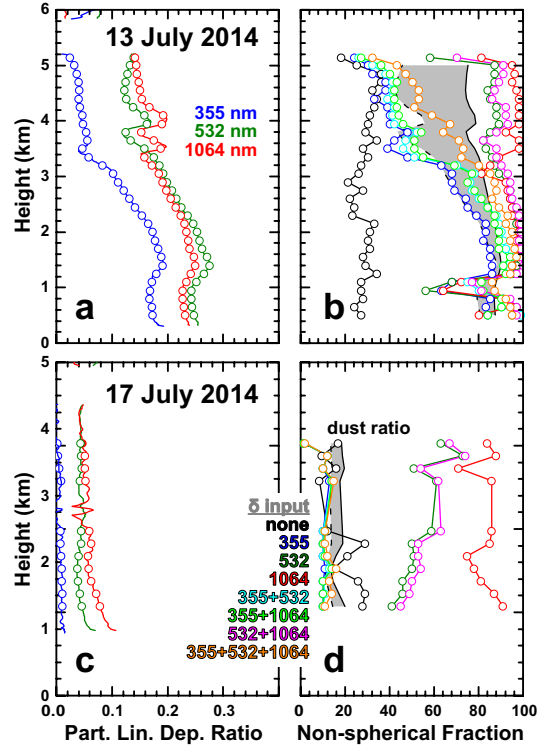 13 July 2014
355 nm
532 nm
1064 nm
a
b
Height (km)
6
5
4
3
2
1
0
17 July 2014
dust ratio
δ input
none
355
532
1064
355+532
355+1064
532+1064
355+532+1064
c
d
Height (km)
5
4
3
2
1
0
0.0 0.1 0.2 0.3 0 20 40 60 80 100
Part. Lin. Dep. Ratio
Non-spherical Fraction